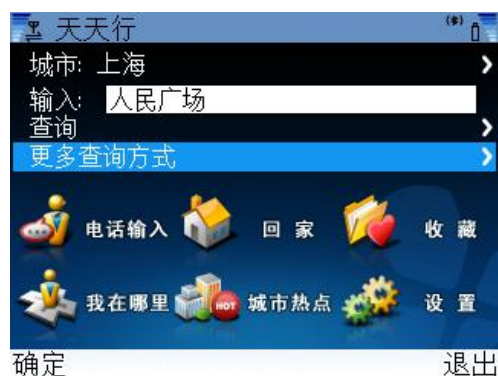 天天行
城市: 上海
输入: 人民广场
查询
更多查询方式
电话输入 回家 收藏
我在哪里 HOT 城市热点 设置
确定 退出